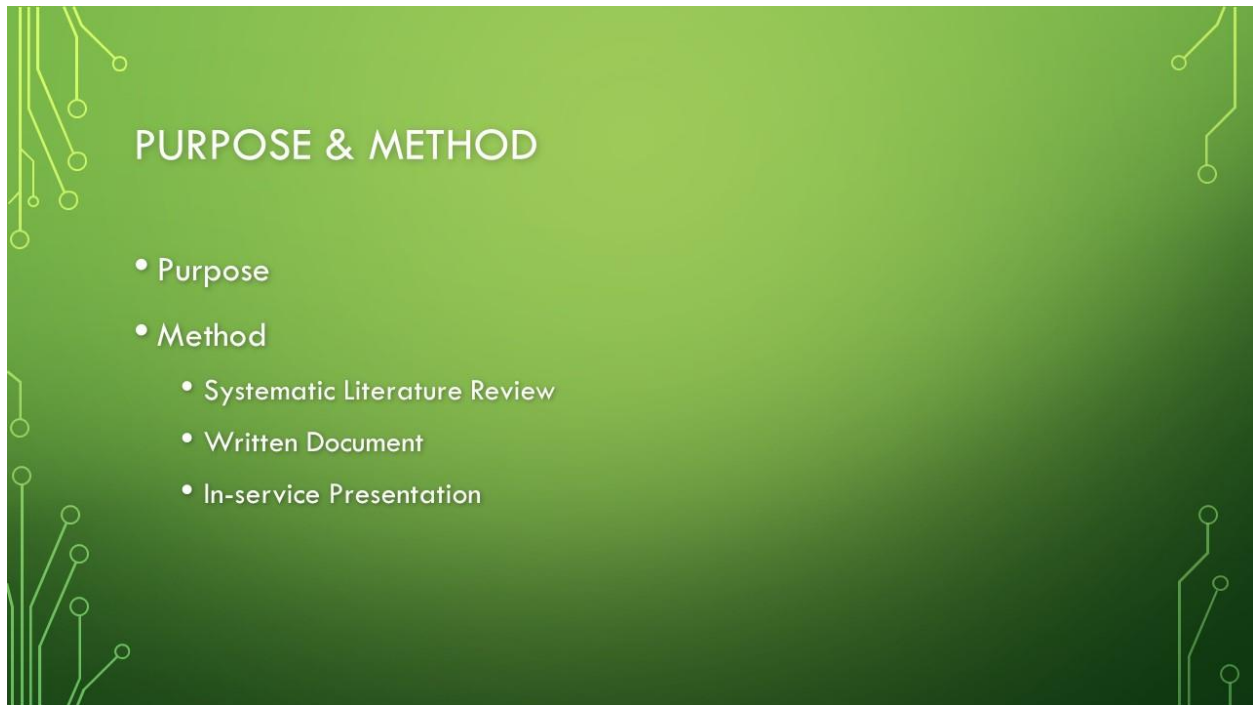 PURPOSE & METHOD
• Purpose
• Method
• Systematic Literature Review
• Written Document
• In-service Presentation